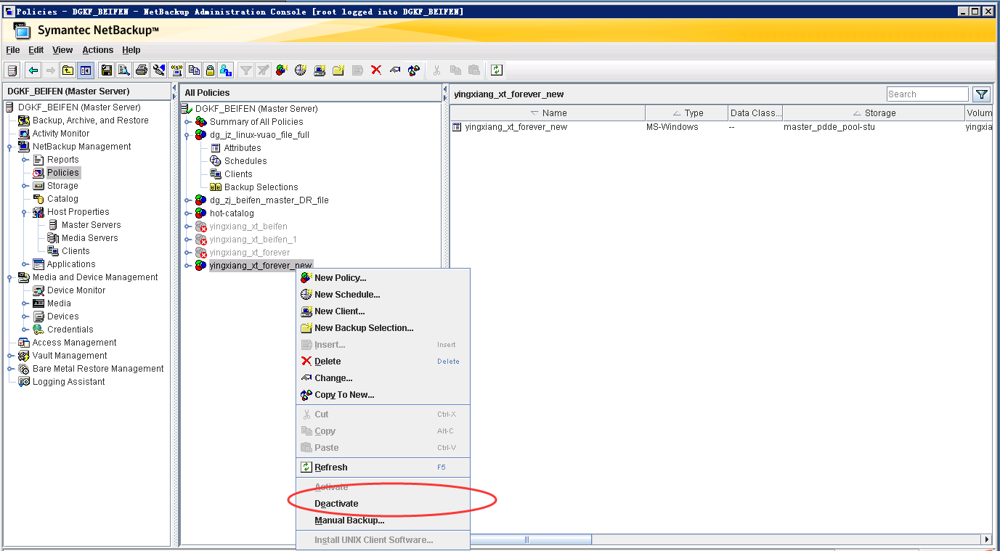 Policies - DGKF_BEIFEN - NetBackup Administration Console [root logged into DGKF_BEIFEN]
Symantec NetBackup™
File Edit View Actions Help
DGKF_BEIFEN (Master Server)
DGKF_BEIFEN (Master Server)
Backup, Archive, and Restore
Activity Monitor
NetBackup Management
Reports
Policies
Storage
Catalog
Host Properties
Master Servers
Media Servers
Clients
Applications
Media and Device Management
Device Monitor
Media
Devices
Credentials
Access Management
Vault Management
Bare Metal Restore Management
Logging Assistant
All Policies
DGKF_BEIFEN (Master Server)
Summary of All Policies
dg_jz_linux-vuao_file_full
Attributes
Schedules
Clients
Backup Selections
dg_zj_beifen_master_DR_file
hot-catalog
yingxiang_xt_beifen
yingxiang_xt_beifen_1
yingxiang_xt_forever
yingxiang_xt_forever_new
New Policy...
New Schedule...
New Client...
New Backup Selection...
Insert... Insert
Delete Delete
Change...
Copy To New...
Cut Ctrl-X
Copy Alt-C
Paste Ctrl-V
Refresh F5
Activate
Deactivate
Manual Backup...
Install UNIX Client Software...
yingxiang_xt_forever_new Search
Name Type Data Class... Storage Volum
yingxiang_xt_forever_new MS-Windows -- master_pdde_pool-stu yingxia